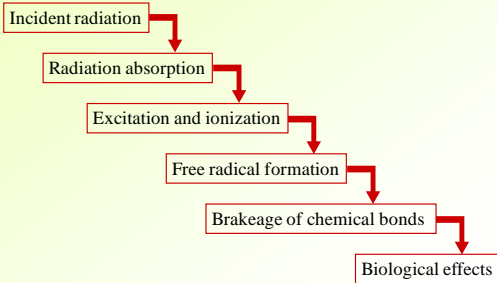 Incident radiation
Radiation absorption
Excitation and ionization
Free radical formation
Brakeage of chemical bonds
Biological effects